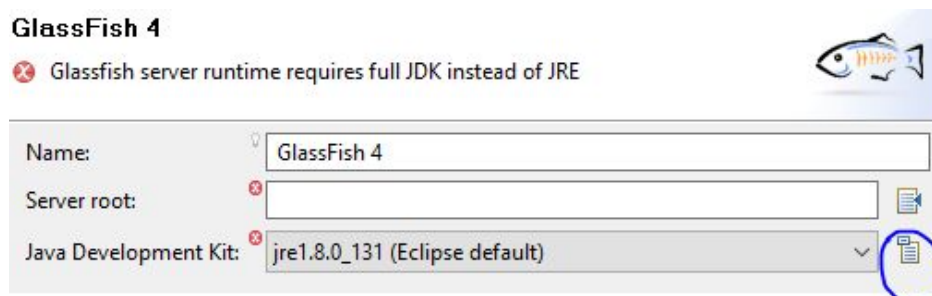 GlassFish 4
Glassfish server runtime requires full JDK instead of JRE
Name: GlassFish 4
Server root:
Java Development Kit: jre1.8.0_131 (Eclipse default)